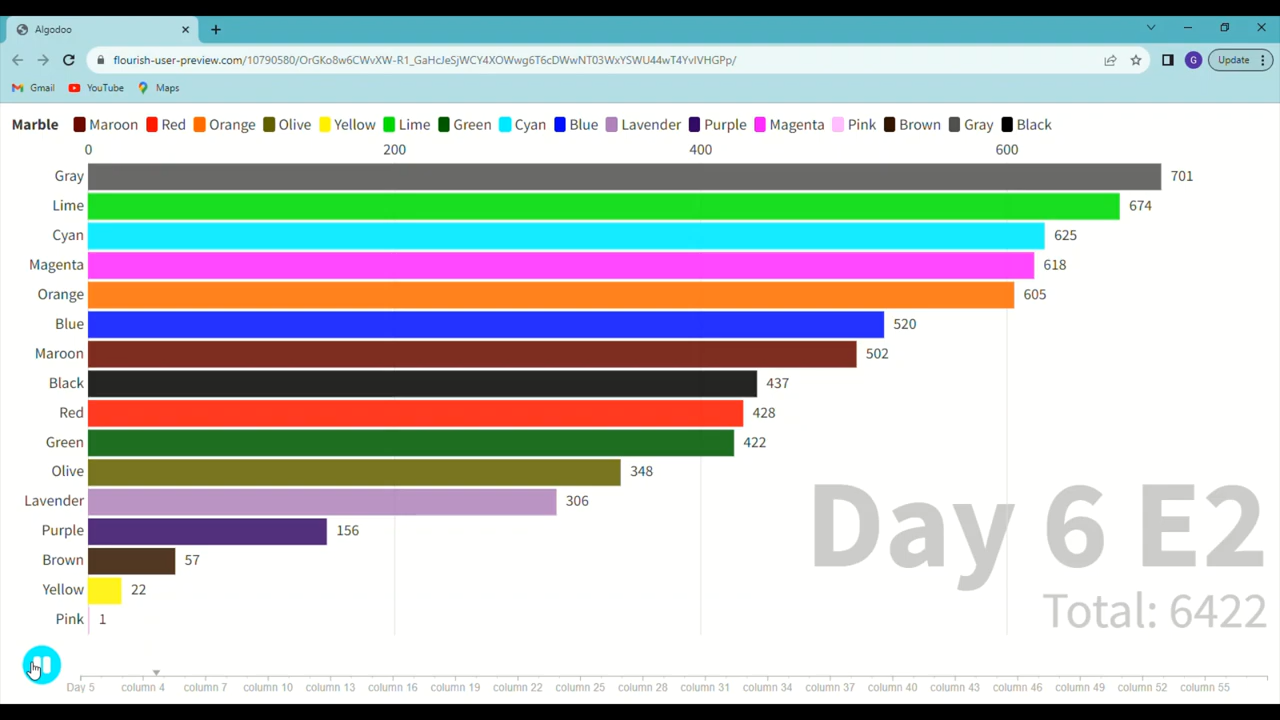 Algodoo
flourish-user-preview.com/10790580/OrGKo8w6CWvXW-R1_GaHcJeSjWCY4XOWwg6T6cDWwNT03WxYSWU44wT4YvIVHGPp/
G
Update
Gmail YouTube Maps
Marble Maroon Red Orange Olive Yellow Lime Green Cyan Blue Lavender Purple Magenta Pink Brown Gray Black
0 200 400 600
Gray 701
Lime 674
Cyan 625
Magenta 618
Orange 605
Blue 520
Maroon 502
Black 437
Red 428
Green 422
Olive 348
Lavender 306
Purple 156
Brown 57
Yellow 22
Pink 1
Day 6 E2
Total: 6422
Day 5 column 4 column 7 column 10 column 13 column 16 column 19 column 22 column 25 column 28 column 31 column 34 column 37 column 40 column 43 column 46 column 49 column 52 column 55